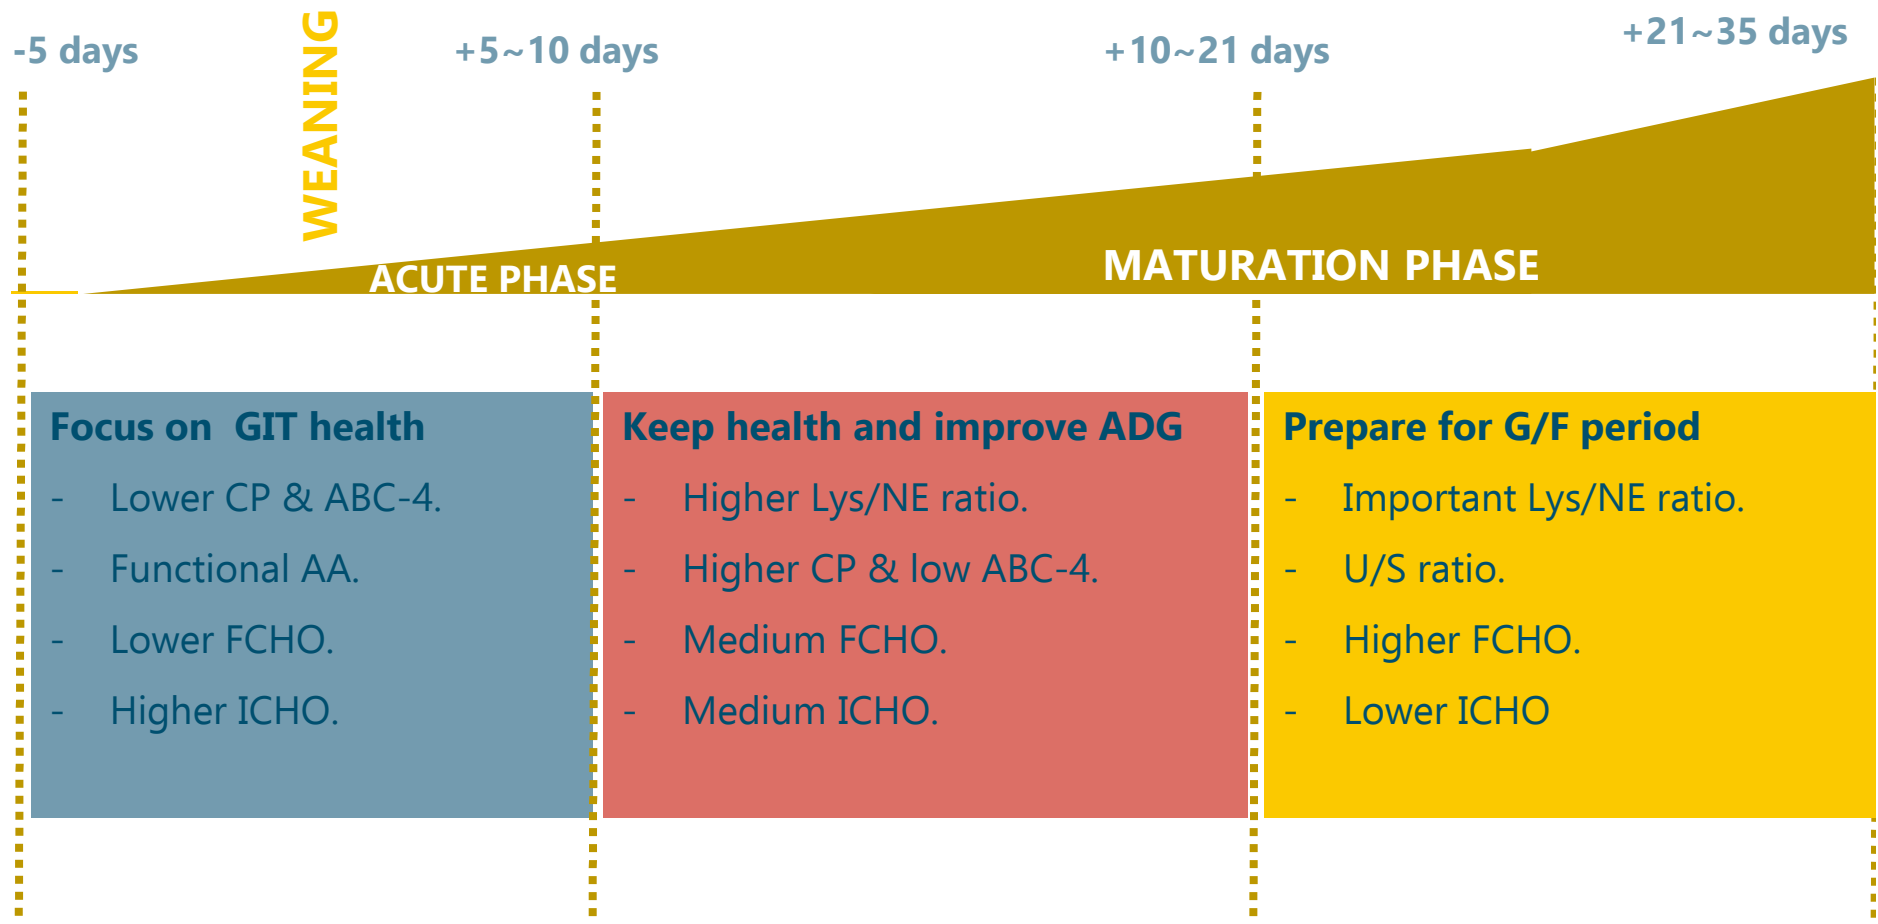 -5 days
WEANING
+5~10 days
+10~21 days
+21~35 days
ACUTE PHASE
MATURATION PHASE
Focus on  GIT health
- Lower CP & ABC-4.
- Functional AA.
- Lower FCHO.
- Higher ICHO.
Keep health and improve ADG
- Higher Lys/NE ratio.
- Higher CP & low ABC-4.
- Medium FCHO.
- Medium ICHO.
Prepare for G/F period
- Important Lys/NE ratio.
- U/S ratio.
- Higher FCHO.
- Lower ICHO